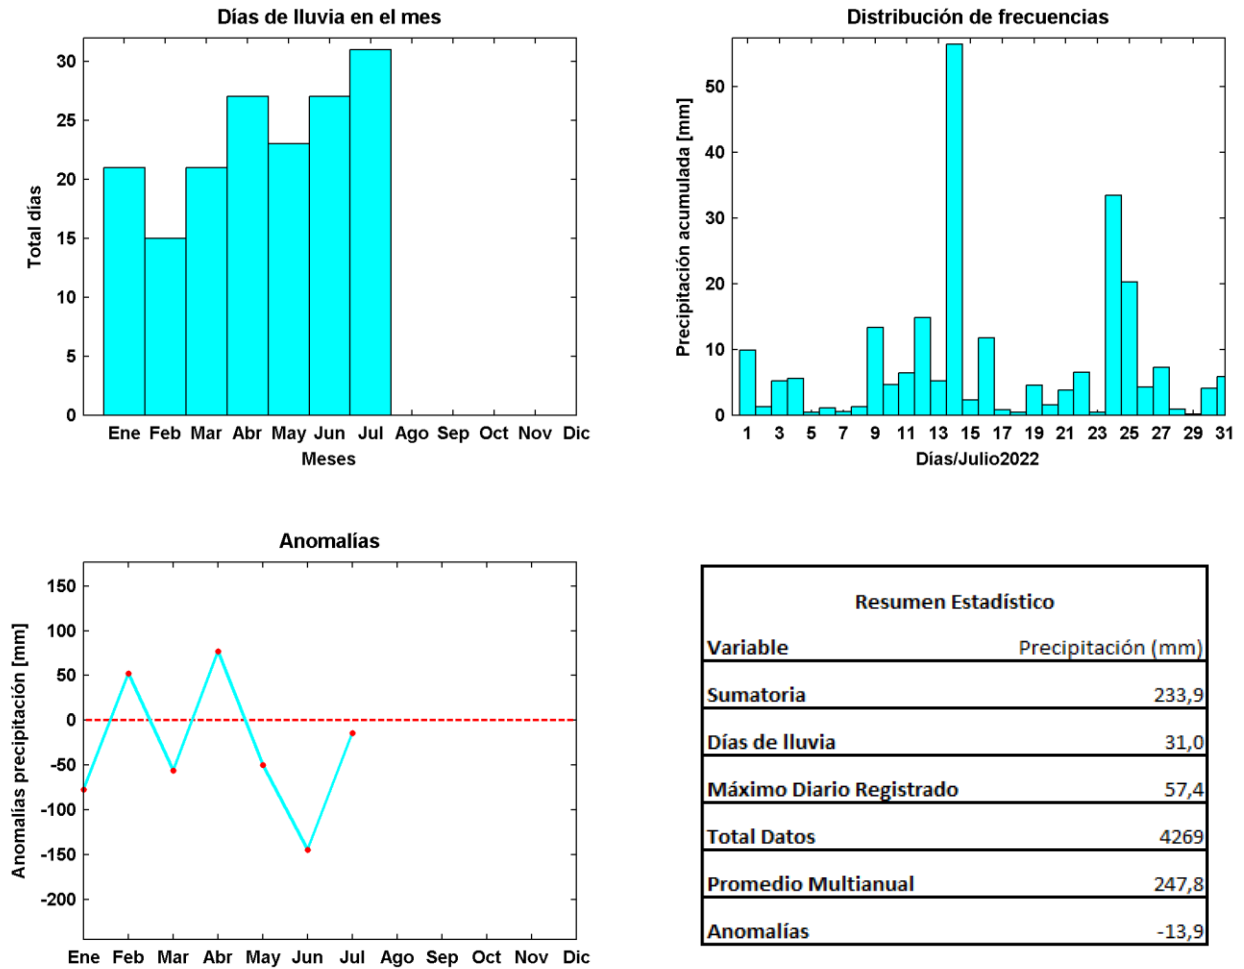 Días de lluvia en el mes
Total días
30
25
20
15
10
5
0
Ene Feb Mar Abr May Jun Jul Ago Sep Oct Nov Dic
Meses
Distribución de frecuencias
Precipitación acumulada [mm]
50
40
30
20
10
0
1 3 5 7 9 11 13 15 17 19 21 23 25 27 29 31
Días/Julio2022
Anomalías
Anomalías precipitación [mm]
150
100
50
0
-50
-100
-150
-200
Ene Feb Mar Abr May Jun Jul Ago Sep Oct Nov Dic
Resumen Estadístico
Variable Precipitación (mm)
Sumatoria 233,9
Días de lluvia 31,0
Máximo Diario Registrado 57,4
Total Datos 4269
Promedio Multianual 247,8
Anomalías -13,9